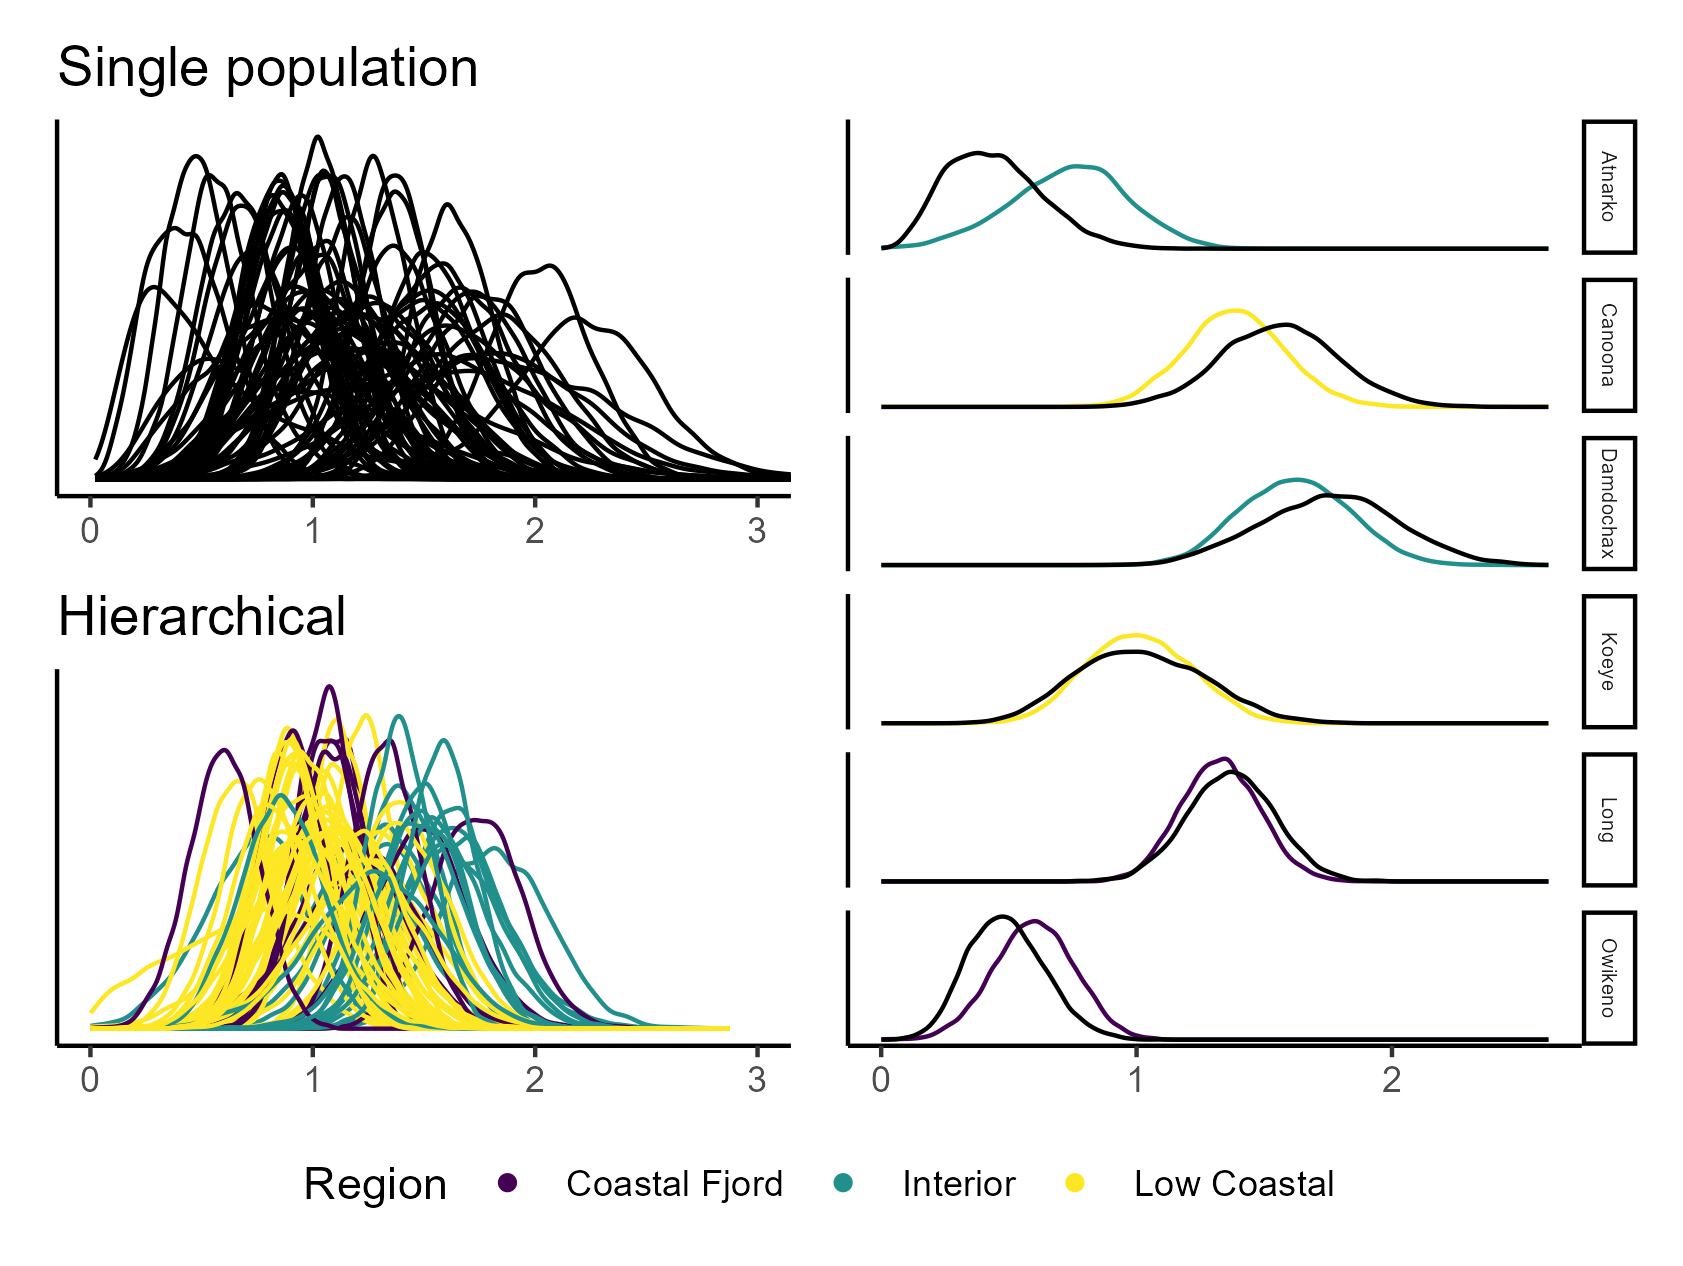 Single population
0 1 2 3
Hierarchical
0 1 2 3
Atnarko
Canoona
Damdochax
Koeye
Long
Owikeno
0 1 2
Region Coastal Fjord Interior Low Coastal